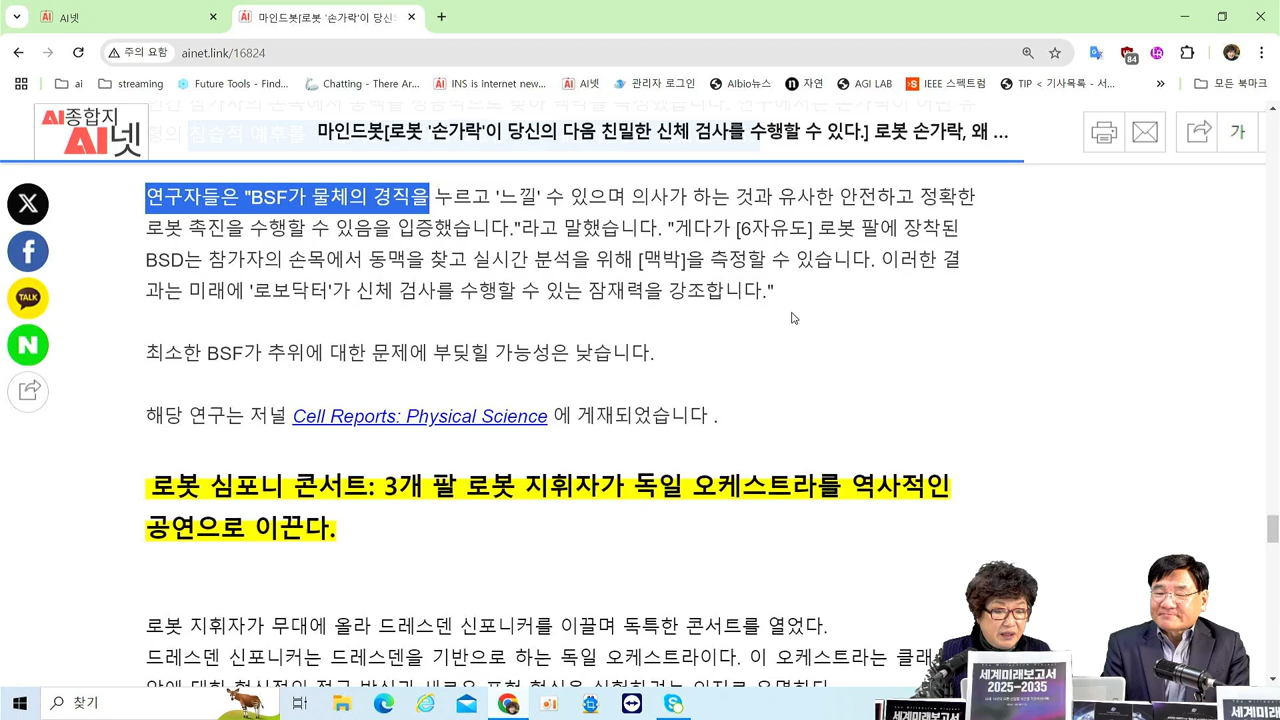 AI넷
마인드봇[로봇 '손가락'이 당신
주의 요함
ainet.link/16824
84
ai
streaming
Future Tools - Find...
Chatting - There Ar...
INS is internet new...
AI넷
관리자 로그인
AIbio뉴스
자연
AGI LAB
IEEE 스펙트럼
TIP < 기사목록 - 서...
모든 북마크
AI종합지
AI넷
마인드봇[로봇 '손가락'이 당신의 다음 친밀한 신체 검사를 수행할 수 있다.] 로봇 손가락, 왜 ...
가
연구자들은 "BSF가 물체의 경직을 누르고 '느낄' 수 있으며 의사가 하는 것과 유사한 안전하고 정확한
로봇 촉진을 수행할 수 있음을 입증했습니다."라고 말했습니다. "게다가 [6자유도] 로봇 팔에 장착된
BSD는 참가자의 손목에서 동맥을 찾고 실시간 분석을 위해 [맥박]을 측정할 수 있습니다. 이러한 결
과는 미래에 '로보닥터'가 신체 검사를 수행할 수 있는 잠재력을 강조합니다."
TALK
N
최소한 BSF가 추위에 대한 문제에 부딪힐 가능성은 낮습니다.
해당 연구는 저널 Cell Reports: Physical Science 에 게재되었습니다 .
로봇 심포니 콘서트: 3개 팔 로봇 지휘자가 독일 오케스트라를 역사적인
공연으로 이끈다.
로봇 지휘자가 무대에 올라 드레스덴 신포니커를 이끌며 독특한 콘서트를 열었다.
드레스덴 신포니커는 드레스덴을 기반으로 하는 독일 오케스트라이다. 이 오케스트라는 클래
The Millennium Project
세계미래보고서
2025-2035
세계미래보고서
찾기